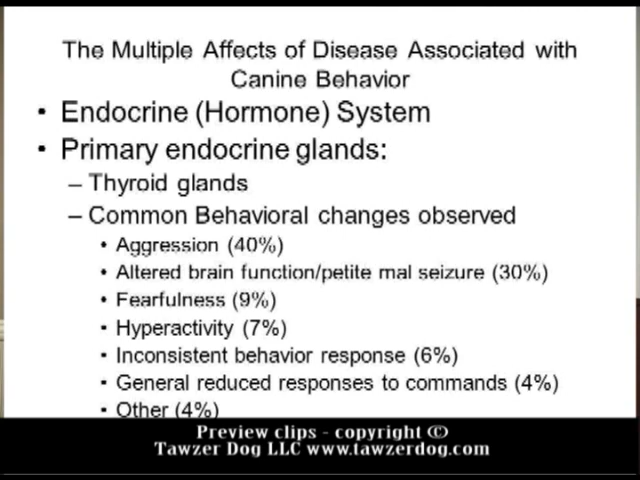 The Multiple Affects of Disease Associated with
Canine Behavior
• Endocrine (Hormone) System
• Primary endocrine glands:
– Thyroid glands
– Common Behavioral changes observed
• Aggression (40%)
• Altered brain function/petite mal seizure (30%)
• Fearfulness (9%)
• Hyperactivity (7%)
• Inconsistent behavior response (6%)
• General reduced responses to commands (4%)
• Other (4%)
Preview clips - copyright ©
Tawzer Dog LLC www.tawzerdog.com